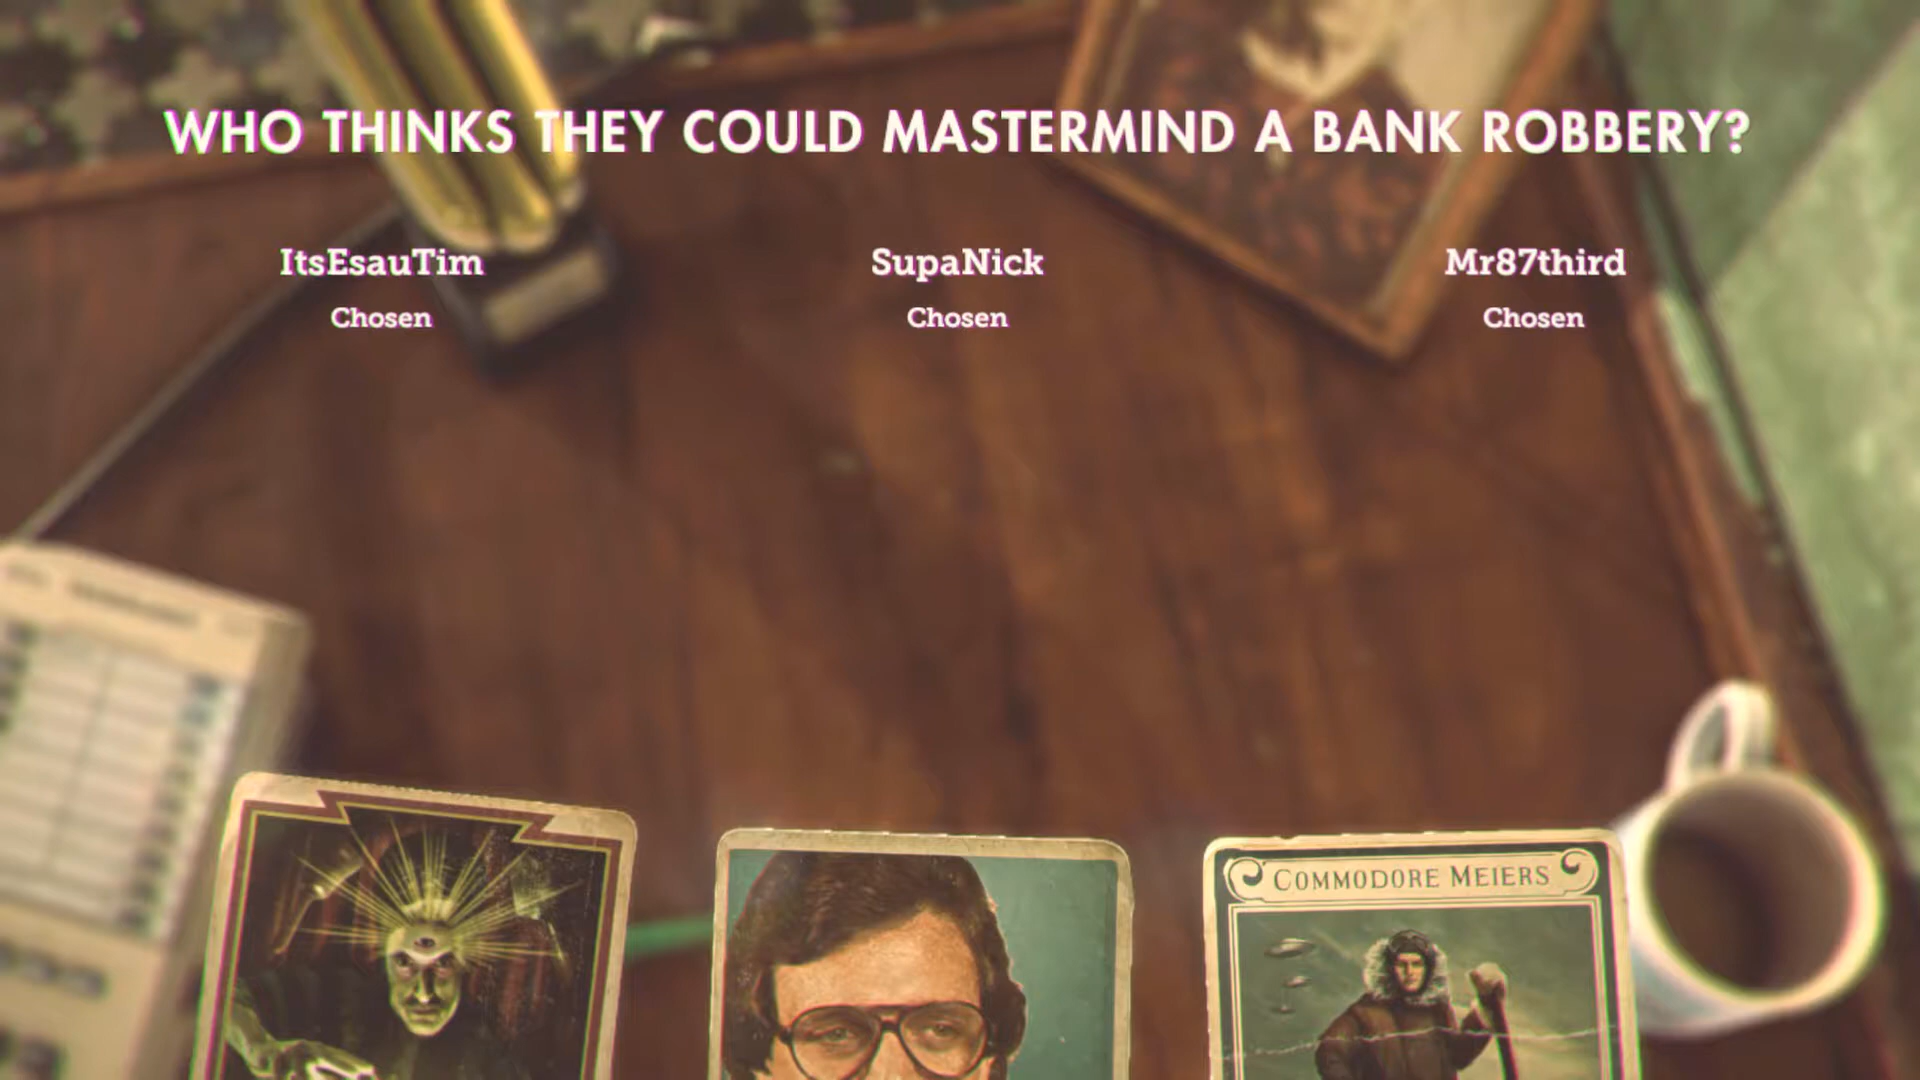 WHO THINKS THEY COULD MASTERMIND A BANK ROBBERY?
ItsEsauTim
SupaNick
Mr87third
Chosen
Chosen
Chosen
COMMODORE MEIERS